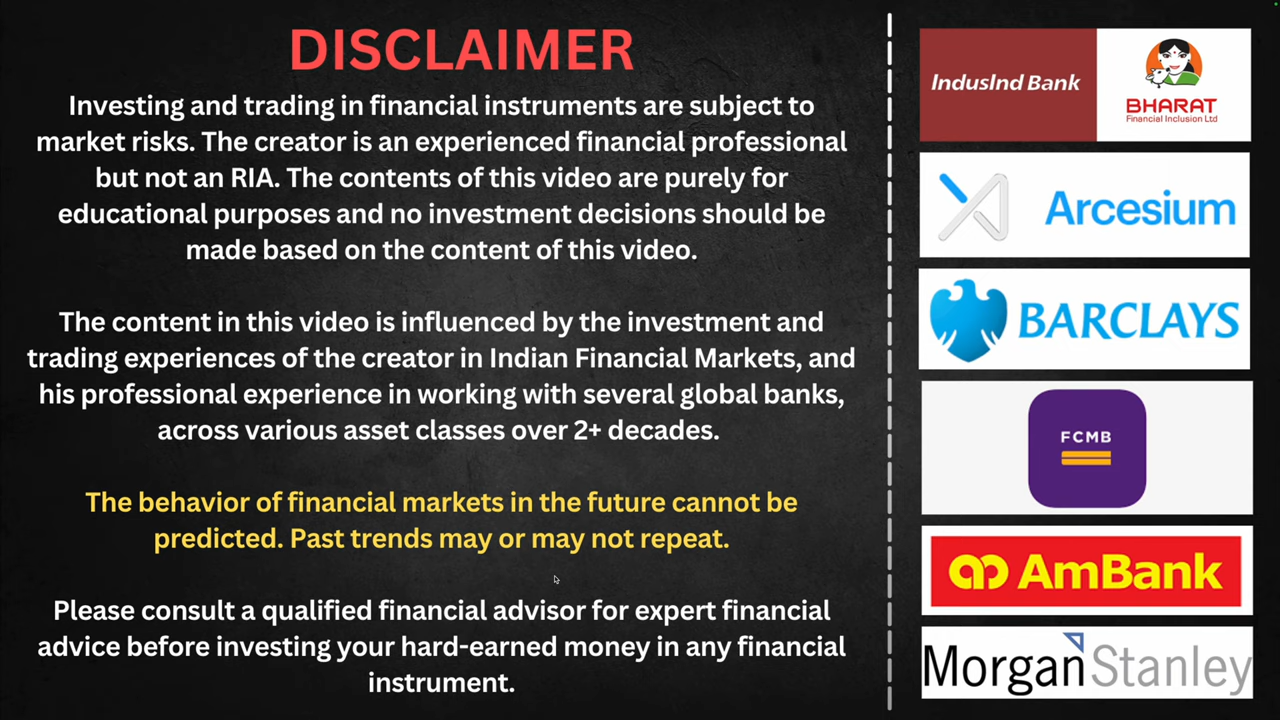 DISCLAIMER
Investing and trading in financial instruments are subject to
market risks. The creator is an experienced financial professional
but not an RIA. The contents of this video are purely for
educational purposes and no investment decisions should be
made based on the content of this video.
The content in this video is influenced by the investment and
trading experiences of the creator in Indian Financial Markets, and
his professional experience in working with several global banks,
across various asset classes over 2+ decades.
The behavior of financial markets in the future cannot be
predicted. Past trends may or may not repeat.
Please consult a qualified financial advisor for expert financial
advice before investing your hard-earned money in any financial
instrument.
IndusInd Bank
BHARAT
Financial Inclusion Ltd
Arcesium
BARCLAYS
FCMB
AmBank
Morgan Stanley